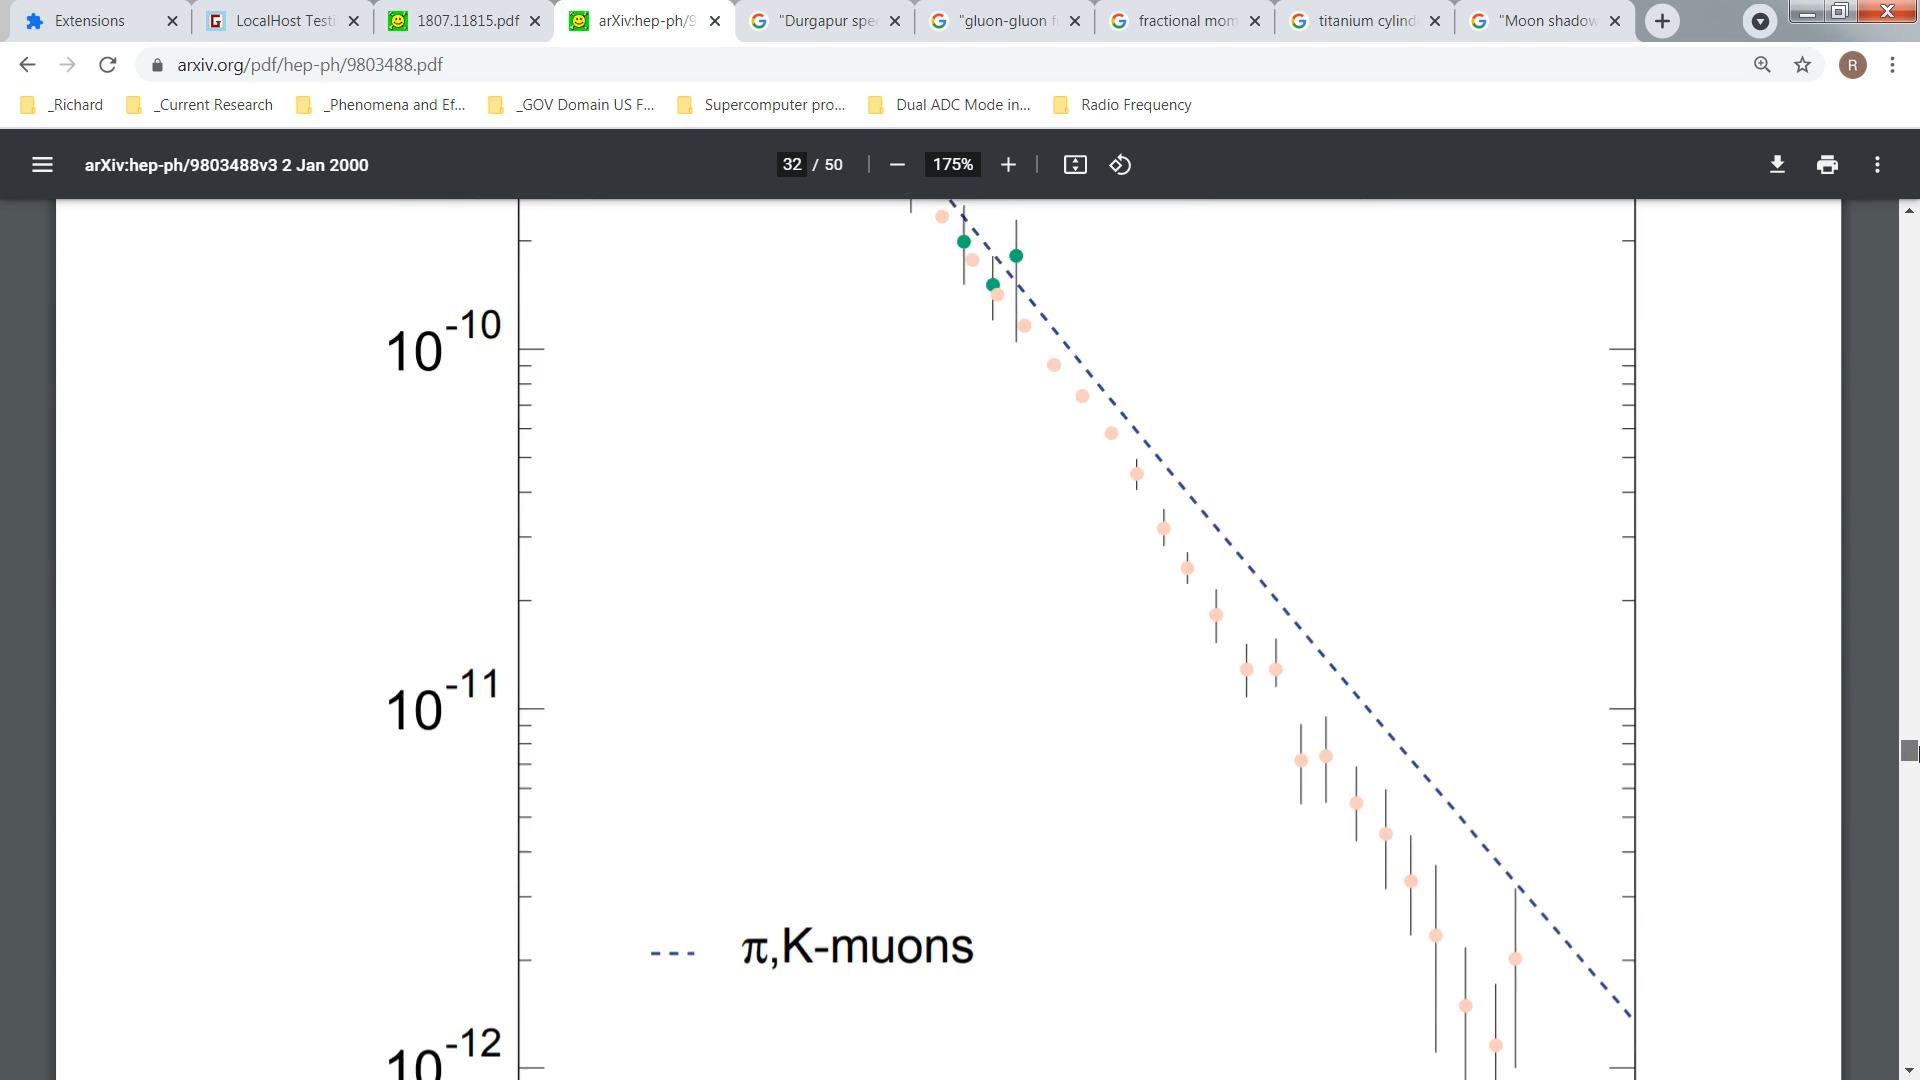 Extensions
LocalHost Testi
1807.11815.pdf
arXiv:hep-ph/9
"Durgapur spe
"gluon-gluon f
fractional mom
titanium cylind
"Moon shadow
arxiv.org/pdf/hep-ph/9803488.pdf
R
_Richard
_Current Research
_Phenomena and Ef...
_GOV Domain US F...
Supercomputer pro...
Dual ADC Mode in...
Radio Frequency
arXiv:hep-ph/9803488v3 2 Jan 2000
32 / 50
175%
10-10
10-11
π,K-muons
10-12